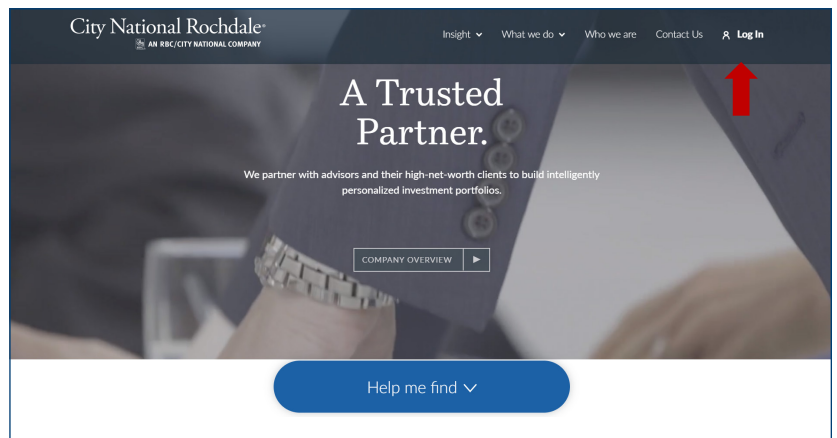 City National Rochdale®
AN RBC/CITY NATIONAL COMPANY
Insight
What we do
Who we are
Contact Us
Log In
A Trusted
Partner.
We partner with advisors and their high-net-worth clients to build intelligently
personalized investment portfolios.
COMPANY OVERVIEW
Help me find